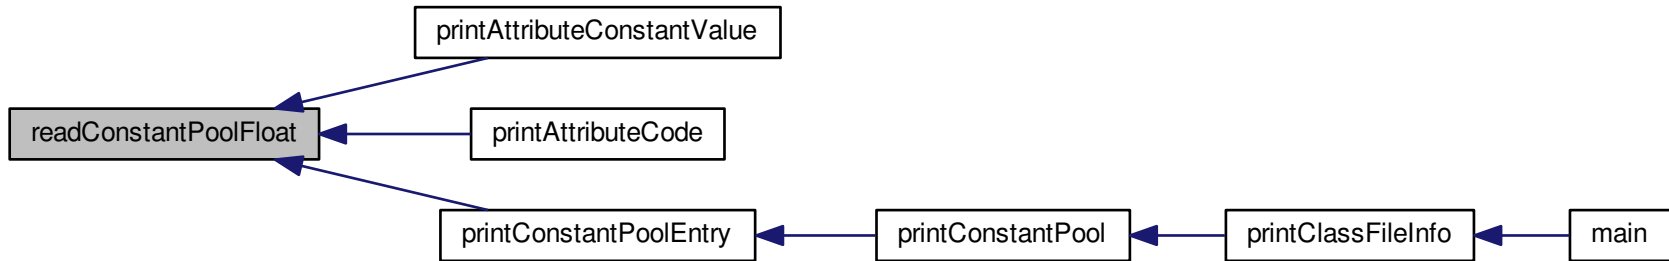 printAttributeConstantValue
readConstantPoolFloat
printAttributeCode
printConstantPoolEntry
printConstantPool
printClassFileInfo
main